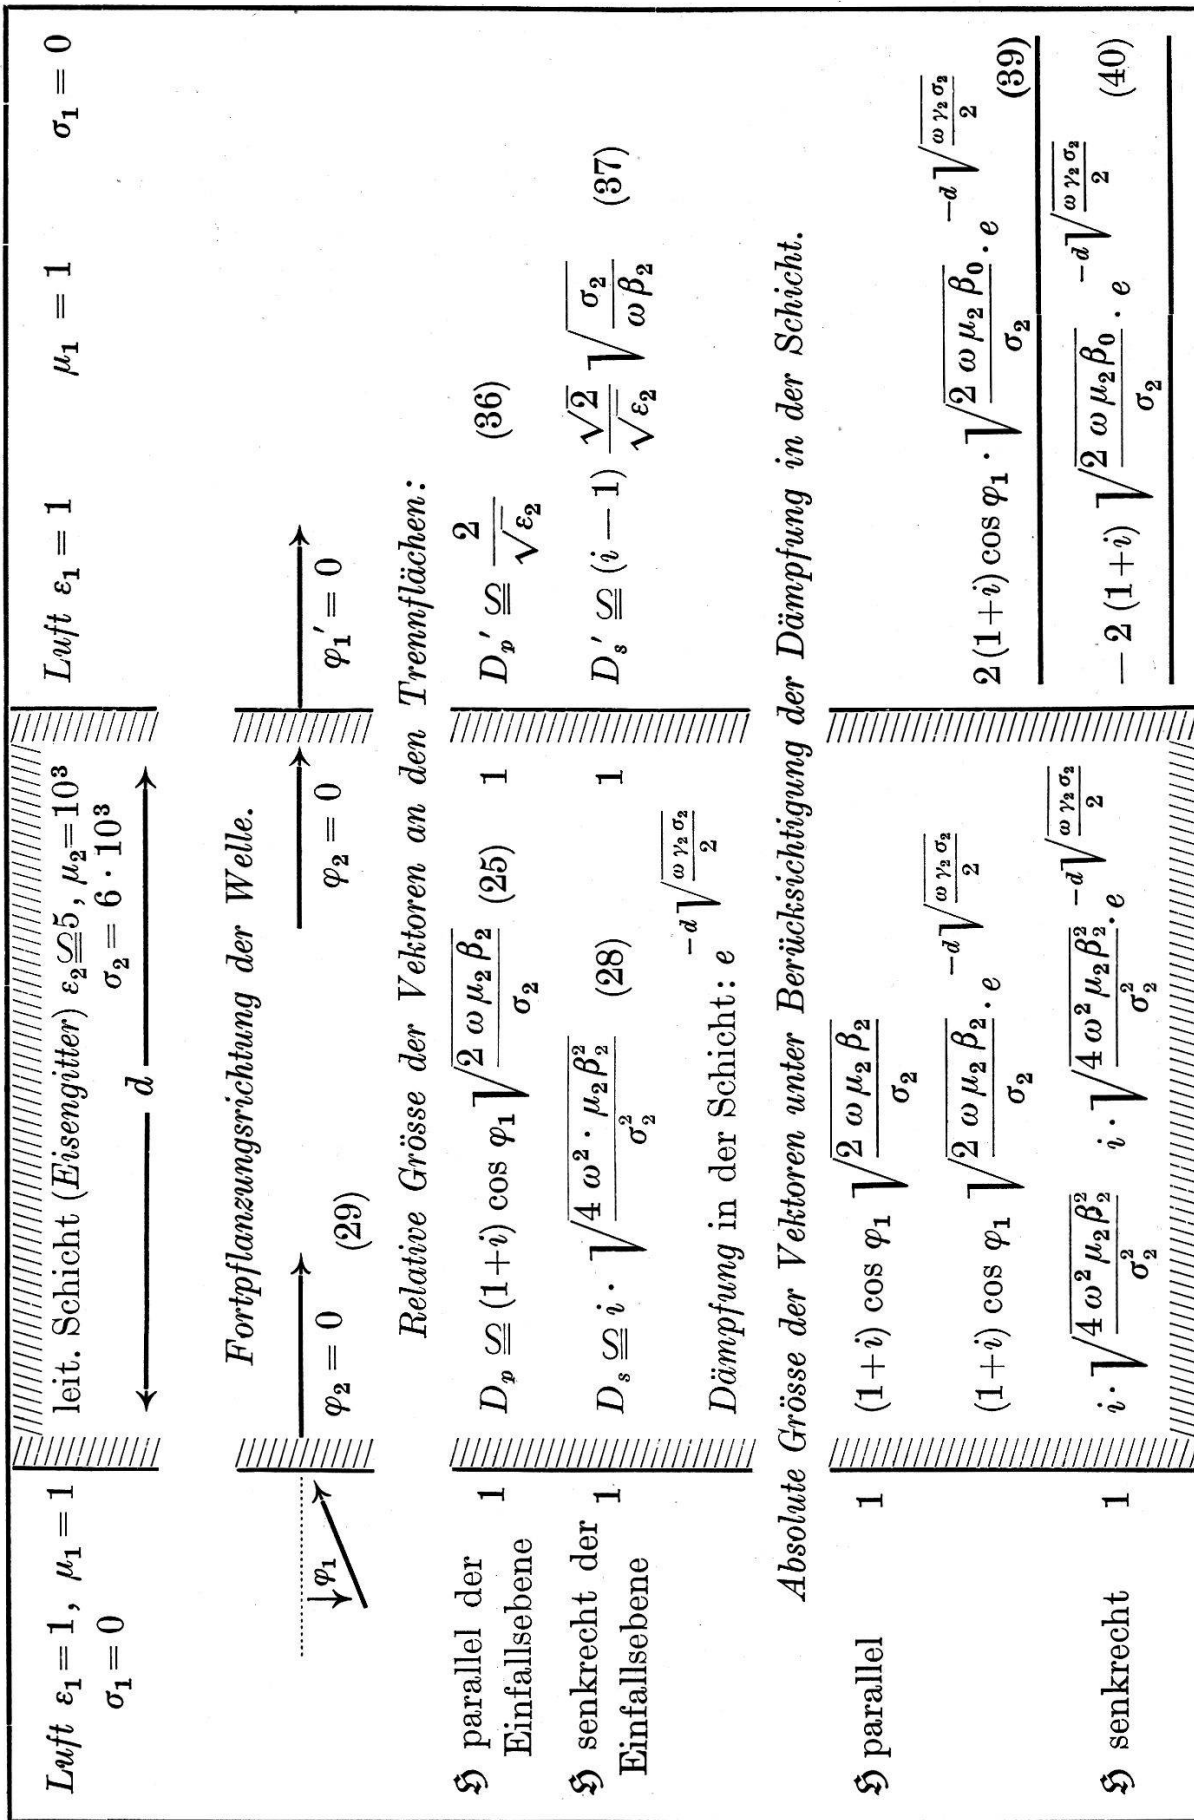 Luft ε₁ = 1, μ₁ = 1 leit. Schicht (Eisengitter) ε₂ ≌ 5, μ₂ = 10³ Luft ε₁ = 1 μ₁ = 1 σ₁ = 0
σ₁ = 0 σ₂ = 6 · 10³
d
Fortpflanzungsrichtung der Welle.
φ₁ φ₂ = 0 (29) φ₂ = 0 φ₁′ = 0
Relative Grösse der Vektoren an den Trennflächen:
ℌ parallel der Einfallsebene 1 D_p ≌ (1+i) cos φ₁ √(2 ω μ₂ β₂ / σ₂) (25) 1 D_p′ ≌ 2 / √ε₂ (36)
ℌ senkrecht der Einfallsebene 1 D_s ≌ i · √(4 ω² · μ₂ β₂² / σ₂²) (28) 1 D_s′ ≌ (i — 1) √2 / √ε₂ √(σ₂ / ω β₂) (37)
Dämpfung in der Schicht: e^(−d √(ω γ₂ σ₂ / 2))
Absolute Grösse der Vektoren unter Berücksichtigung der Dämpfung in der Schicht.
ℌ parallel 1 (1+i) cos φ₁ √(2 ω μ₂ β₂ / σ₂)
(1+i) cos φ₁ √(2 ω μ₂ β₂ / σ₂) · e^(−d √(ω γ₂ σ₂ / 2)) 2 (1+i) cos φ₁ · √(2 ω μ₂ β₀ / σ₂) · e^(−d √(ω γ₂ σ₂ / 2)) (39)
ℌ senkrecht 1 i · √(4 ω² μ₂ β₂² / σ₂²) i · √(4 ω² μ₂ β₂² / σ₂²) · e^(−d √(ω γ₂ σ₂ / 2)) — 2 (1+i) √(2 ω μ₂ β₀ / σ₂) · e^(−d √(ω γ₂ σ₂ / 2)) (40)